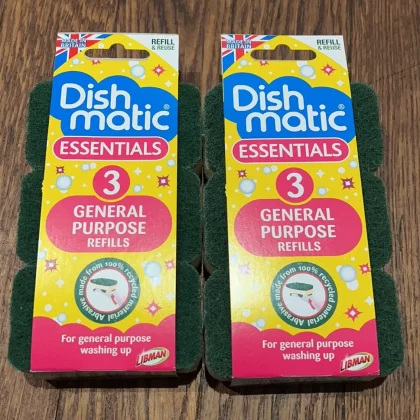 MADE IN
BRITAIN
REFILL
& REUSE
Dish
matic®
ESSENTIALS
3
GENERAL
PURPOSE
REFILLS
Abrasive made from 100% recycled material
For general purpose
washing up
LIBMAN
MADE IN
BRITAIN
REFILL
& REUSE
Dish
matic®
ESSENTIALS
3
GENERAL
PURPOSE
REFILLS
Abrasive made from 100% recycled material
For general purpose
washing up
LIBMAN